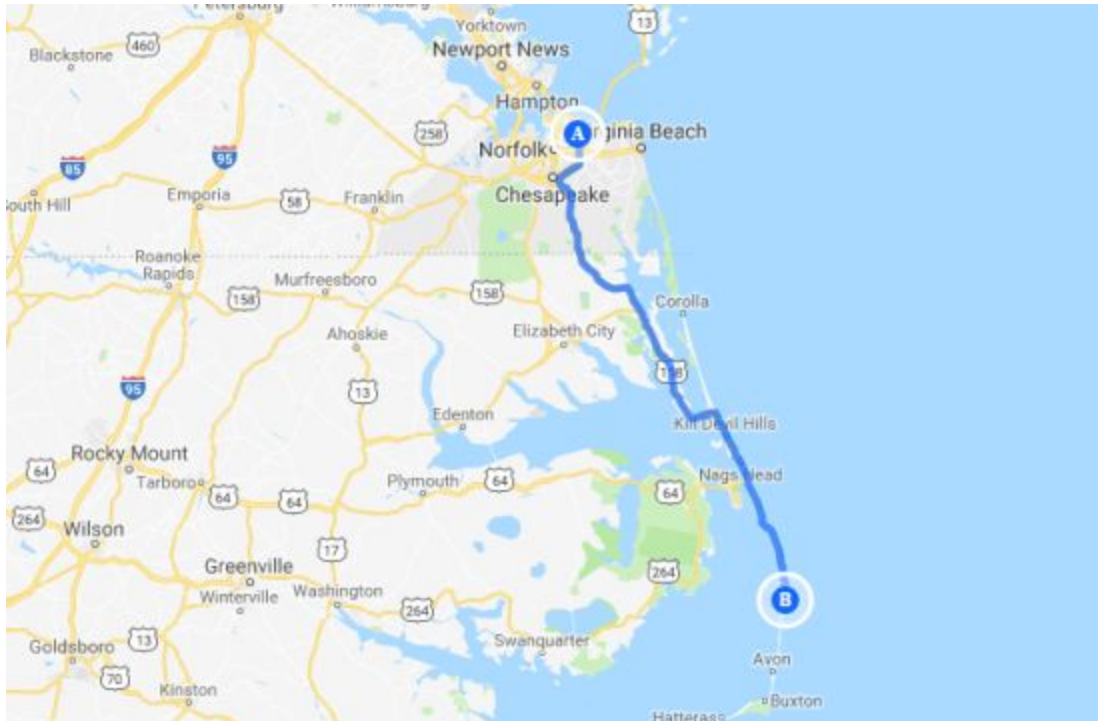 Petersburg
Yorktown
13
460
Blackstone
Newport News
Hampton
258
A
ginia Beach
Norfolk
95
85
Chesapeake
Emporia
58
Franklin
South Hill
Roanoke
Rapids
158
Murfreesboro
158
Corolla
Ahoskie
Elizabeth City
158
95
13
Edenton
Kill Devil Hills
Rocky Mount
64
Tarboro
64
64
Plymouth
64
64
Nags Head
264
Wilson
17
Greenville
Winterville
Washington
264
264
B
Goldsboro
13
Swanquarter
70
Kinston
Avon
Buxton
Hatteras